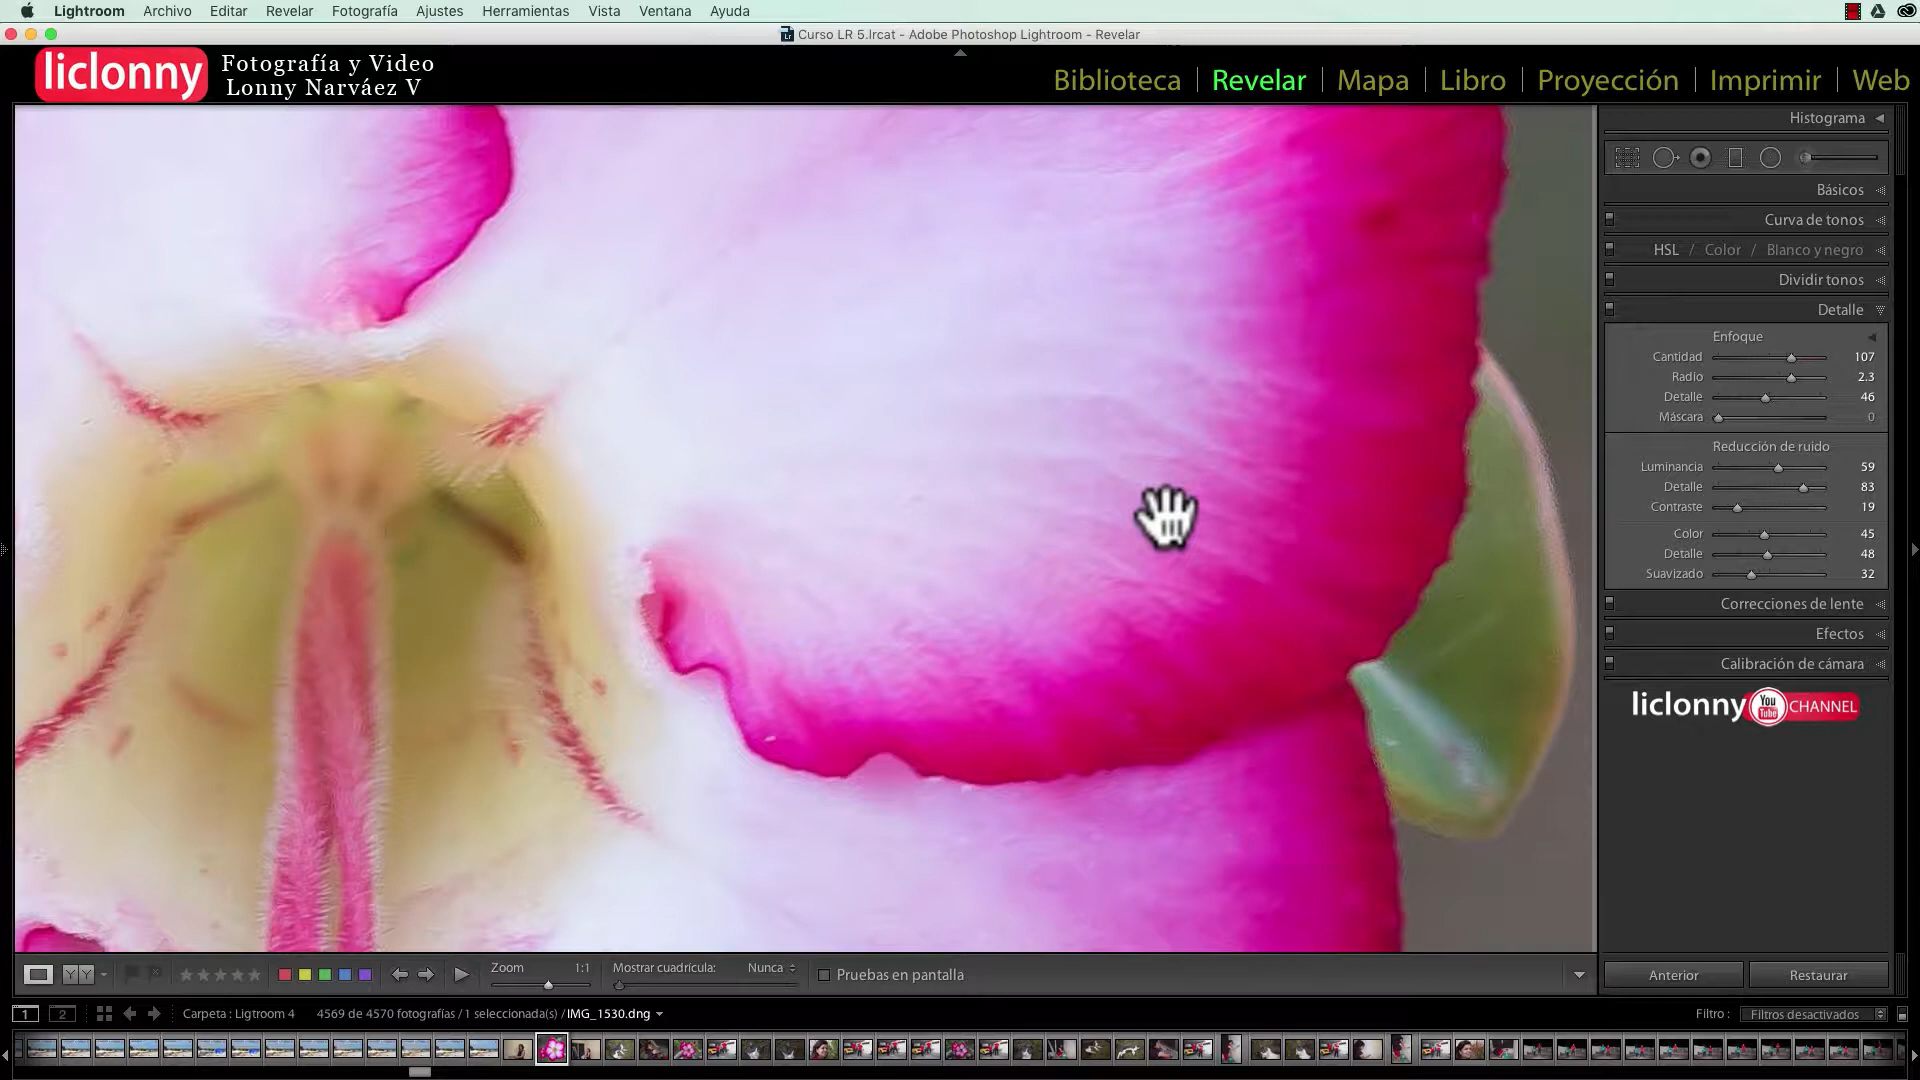 Lightroom Archivo Editar Revelar Fotografía Ajustes Herramientas Vista Ventana Ayuda
Curso LR 5.lrcat - Adobe Photoshop Lightroom - Revelar
liclonny
Fotografía y Video
Lonny Narváez V
Biblioteca | Revelar | Mapa | Libro | Proyección | Imprimir | Web
Histograma
Básicos
Curva de tonos
HSL / Color / Blanco y negro
Dividir tonos
Detalle
Enfoque
Cantidad 107
Radio 2.3
Detalle 46
Máscara 0
Reducción de ruido
Luminancia 59
Detalle 83
Contraste 19
Color 45
Detalle 48
Suavizado 32
Correcciones de lente
Efectos
Calibración de cámara
liclonny You Tube CHANNEL
Zoom 1:1 Mostrar cuadrícula: Nunca Pruebas en pantalla
Anterior Restaurar
1 2 Carpeta : Ligtroom 4 4569 de 4570 fotografías / 1 seleccionada(s) / IMG_1530.dng Filtro : Filtros desactivados